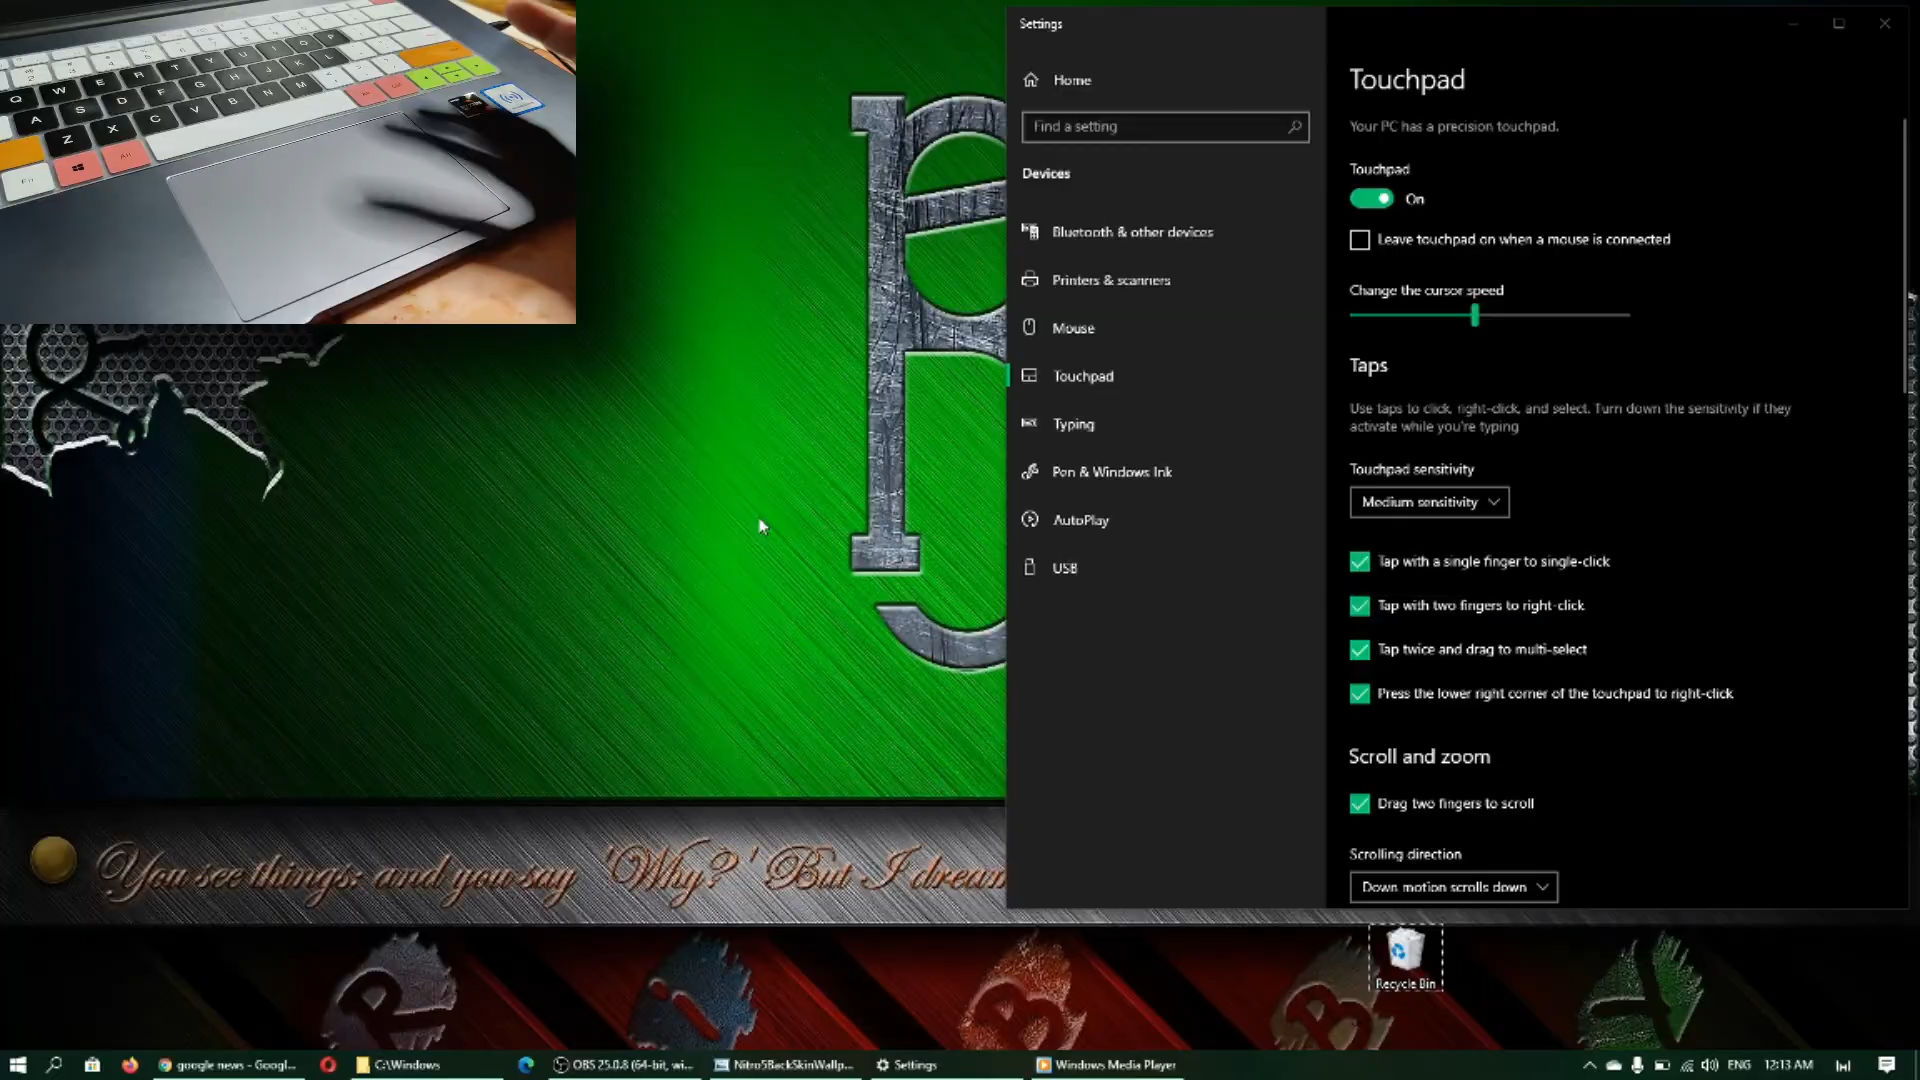 Settings
Home
Find a setting
Devices
Bluetooth & other devices
Printers & scanners
Mouse
Touchpad
Typing
Pen & Windows Ink
AutoPlay
USB
Touchpad
Your PC has a precision touchpad.
Touchpad
On
Leave touchpad on when a mouse is connected
Change the cursor speed
Taps
Use taps to click, right-click, and select. Turn down the sensitivity if they
activate while you're typing
Touchpad sensitivity
Medium sensitivity
Tap with a single finger to single-click
Tap with two fingers to right-click
Tap twice and drag to multi-select
Press the lower right corner of the touchpad to right-click
Scroll and zoom
Drag two fingers to scroll
Scrolling direction
Down motion scrolls down
Q W E R T Y U I O P
A S D F G H J K L
Z X C V B N M
Fn Alt
You see things; and you say 'Why?' But I dream
R i B B Y
Recycle Bin
google news - Googl...
C:\Windows
OBS 25.0.8 (64-bit, wi...
Nitro5BackSkinWallp...
Settings
Windows Media Player
ENG
12:13 AM